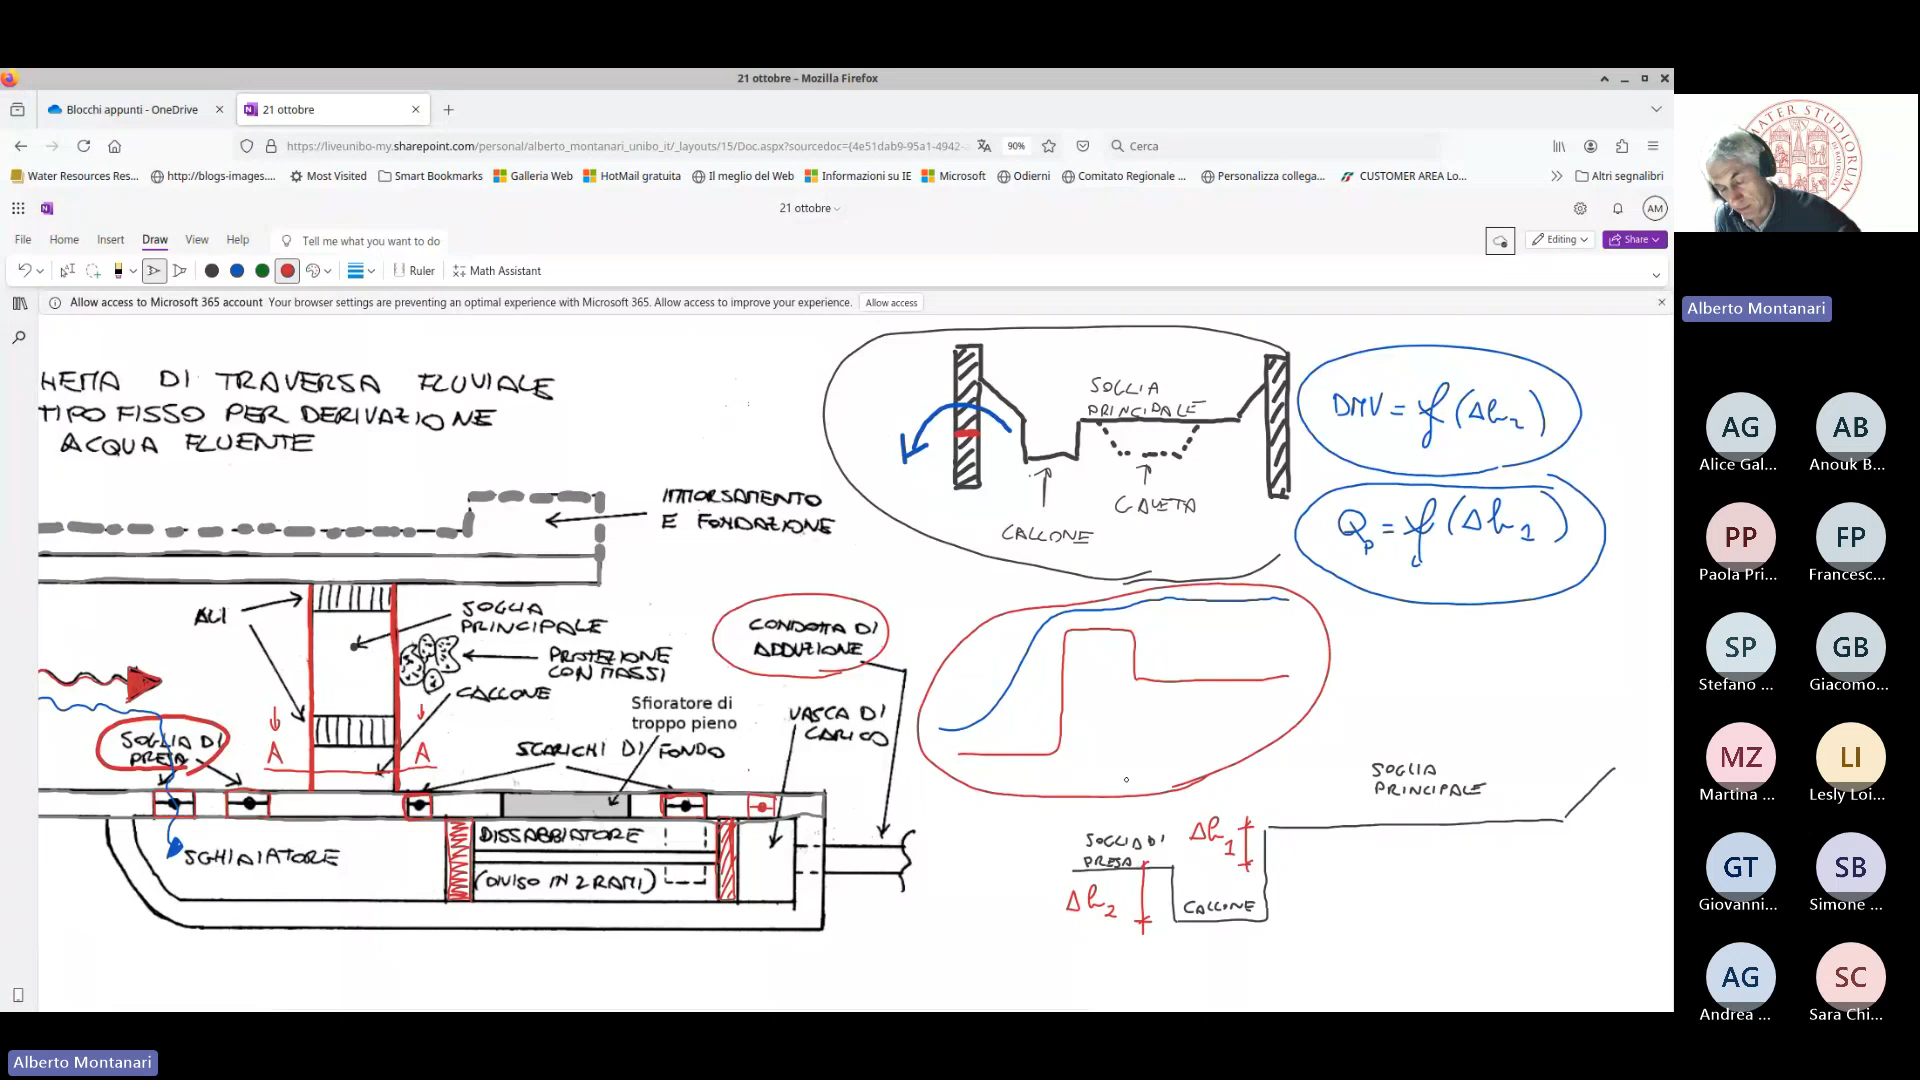 21 ottobre – Mozilla Firefox
Blocchi appunti - OneDrive
21 ottobre
https://liveunibo-my.sharepoint.com/personal/alberto_montanari_unibo_it/_layouts/15/Doc.aspx?sourcedoc={4e51dab9-95a1-4942-
90%
Cerca
Water Resources Res...
http://blogs-images....
Most Visited
Smart Bookmarks
Galleria Web
HotMail gratuita
Il meglio del Web
Informazioni su IE
Microsoft
Odierni
Comitato Regionale ...
Personalizza collega...
CUSTOMER AREA Lo...
Altri segnalibri
21 ottobre
AM
File Home Insert Draw View Help
Tell me what you want to do
Editing
Share
Ruler
Math Assistant
Allow access to Microsoft 365 account Your browser settings are preventing an optimal experience with Microsoft 365. Allow access to improve your experience.
Allow access
HEMA DI TRAVERSA FLUVIALE
TIPO FISSO PER DERIVAZIONE
ACQUA FLUENTE
IMMORSAMENTO
E FONDAZIONE
ALI
SOGLIA
PRINCIPALE
PROTEZIONE
CON MASSI
CALLONE
CONDOTTA DI
ADDUZIONE
Sfioratore di
troppo pieno
VASCA DI
CARICO
SOGLIA DI
PRESA
A A
SCARICHI DI FONDO
SGHIAIATORE
DISSABBIATORE
(DIVISO IN 2 RAMI)
SOGLIA
PRINCIPALE
GAVETA
CALLONE
DMV = f (Δh2)
Qp = f (Δh1)
SOGLIA
PRINCIPALE
SOGLIA DI
PRESA
Δh1
Δh2
CALLONE
MATER STUDIORUM
Alberto Montanari
AG
Alice Gal...
AB
Anouk B...
PP
Paola Pri...
FP
Francesc...
SP
Stefano ...
GB
Giacomo...
MZ
Martina ...
LI
Lesly Loi...
GT
Giovanni...
SB
Simone ...
AG
Andrea ...
SC
Sara Chi...
Alberto Montanari